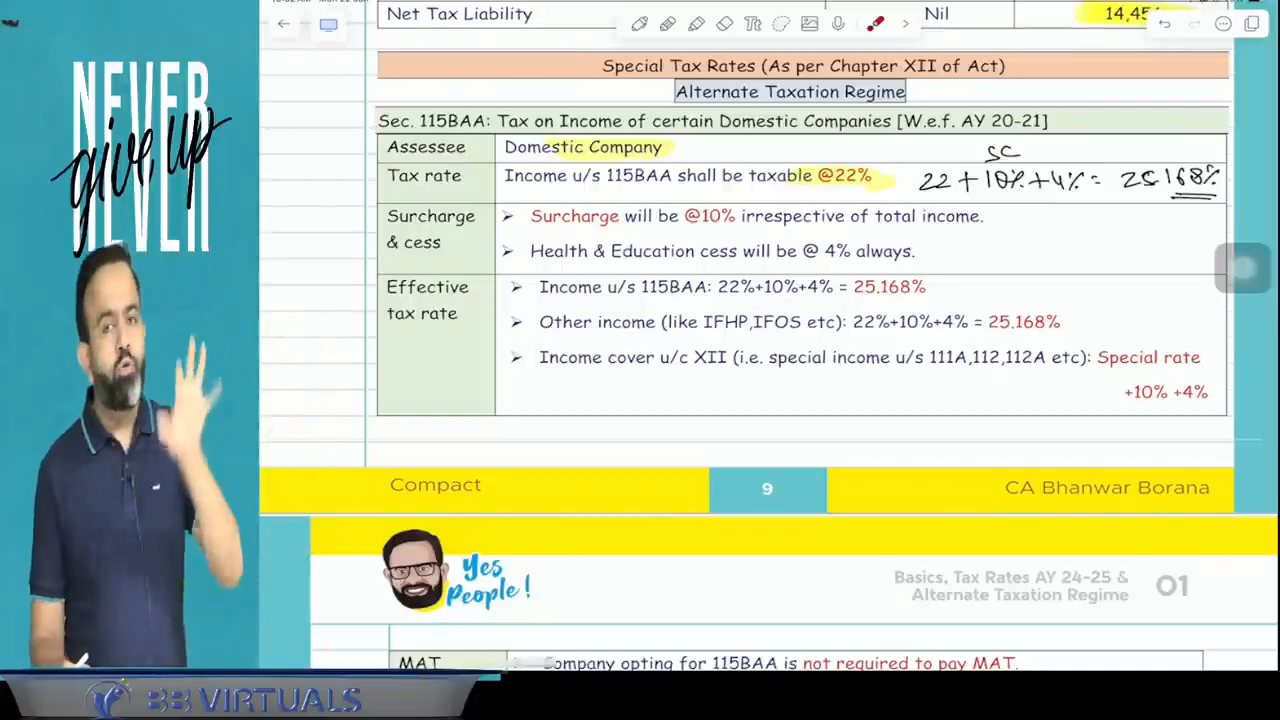 Net Tax Liability Nil
NEVER
give up
NEVER
Special Tax Rates (As per Chapter XII of Act)
Alternate Taxation Regime
Sec. 115BAA: Tax on Income of certain Domestic Companies [W.e.f. AY 20-21]
Assessee Domestic Company
SC
Tax rate Income u/s 115BAA shall be taxable @22% 22 + 10% + 4% = 25.168%
Surcharge & cess
➢ Surcharge will be @10% irrespective of total income.
➢ Health & Education cess will be @ 4% always.
Effective tax rate
➢ Income u/s 115BAA: 22%+10%+4% = 25.168%
➢ Other income (like IFHP,IFOS etc): 22%+10%+4% = 25.168%
➢ Income cover u/c XII (i.e. special income u/s 111A,112,112A etc): Special rate
+10% +4%
Compact 9 CA Bhanwar Borana
Yes
People!
Basics, Tax Rates AY 24-25 &
Alternate Taxation Regime 01
MAT Company opting for 115BAA is not required to pay MAT.
BB VIRTUALS